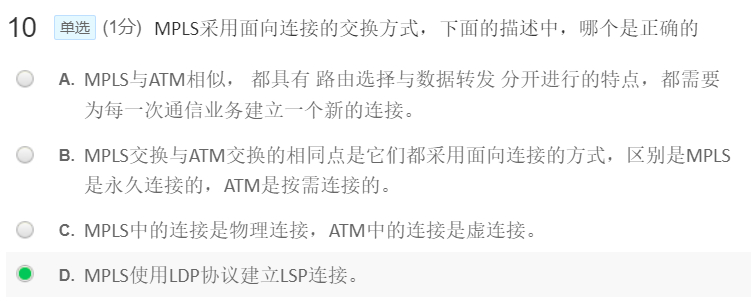 10 单选 (1分) MPLS采用面向连接的交换方式，下面的描述中，哪个是正确的
A. MPLS与ATM相似， 都具有 路由选择与数据转发 分开进行的特点，都需要
为每一次通信业务建立一个新的连接。
B. MPLS交换与ATM交换的相同点是它们都采用面向连接的方式，区别是MPLS
是永久连接的，ATM是按需连接的。
C. MPLS中的连接是物理连接，ATM中的连接是虚连接。
D. MPLS使用LDP协议建立LSP连接。